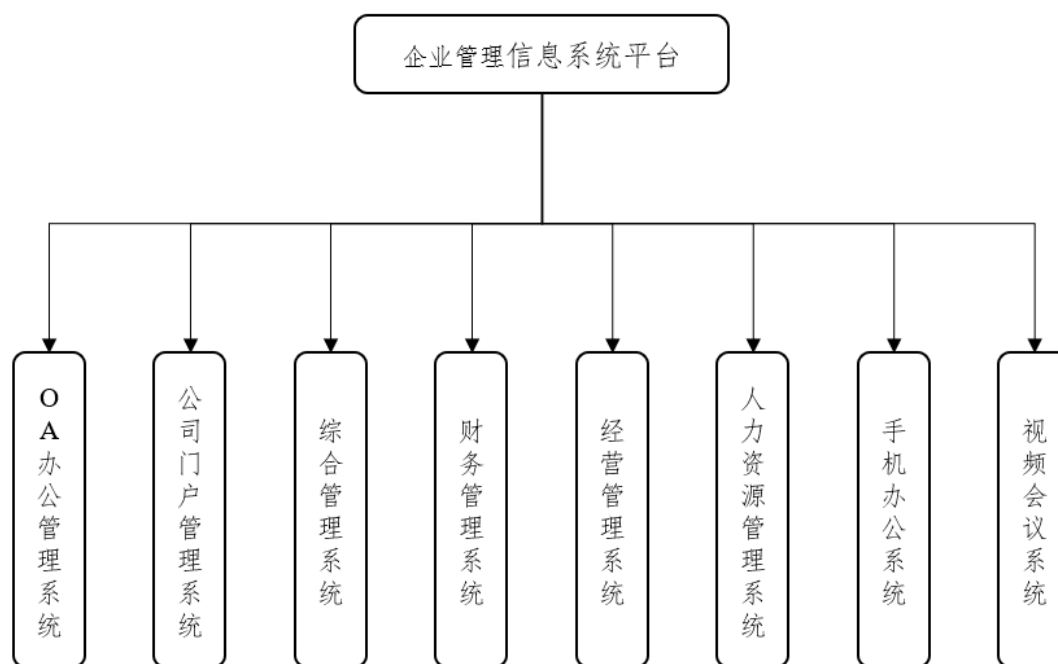 企业管理信息系统平台
OA办公管理系统
公司门户管理系统
综合管理系统
财务管理系统
经营管理系统
人力资源管理系统
手机办公系统
视频会议系统